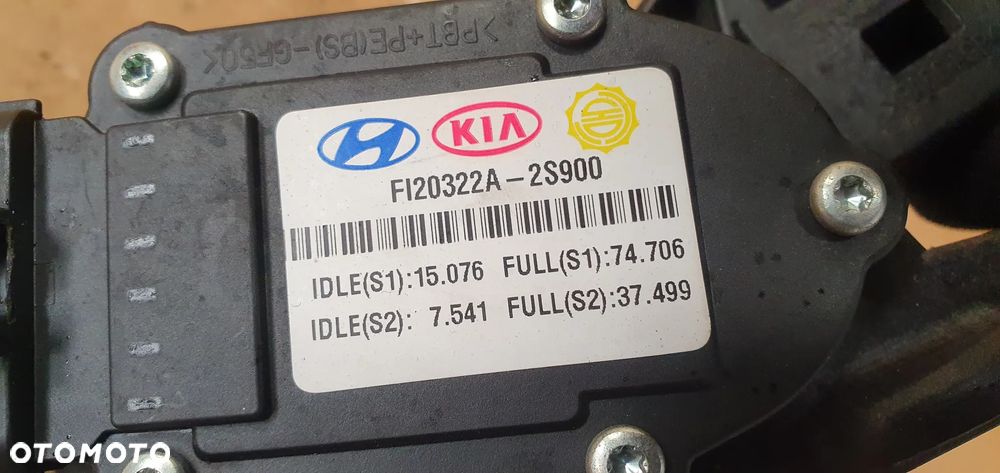 >PBT+PE(BS)-GF50<
KIA
FI20322A-2S900
IDLE(S1):15.076 FULL(S1):74.706
IDLE(S2): 7.541 FULL(S2):37.499
OTOMOTO